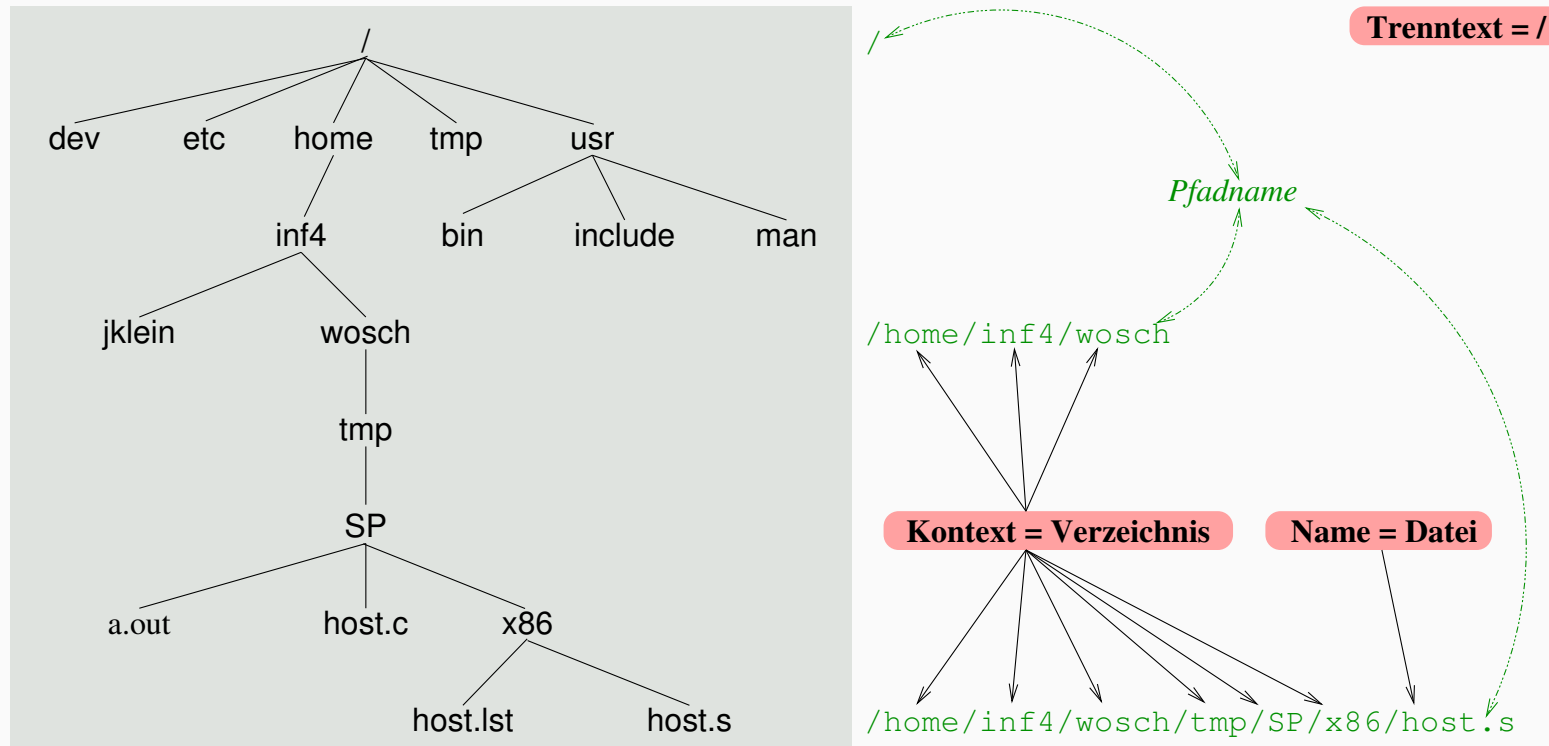 /
dev etc home tmp usr
inf4 bin include man
jklein wosch
tmp
SP
a.out host.c x86
host.lst host.s
Trenntext = /
/
Pfadname
/home/inf4/wosch
Kontext = Verzeichnis Name = Datei
/home/inf4/wosch/tmp/SP/x86/host.s